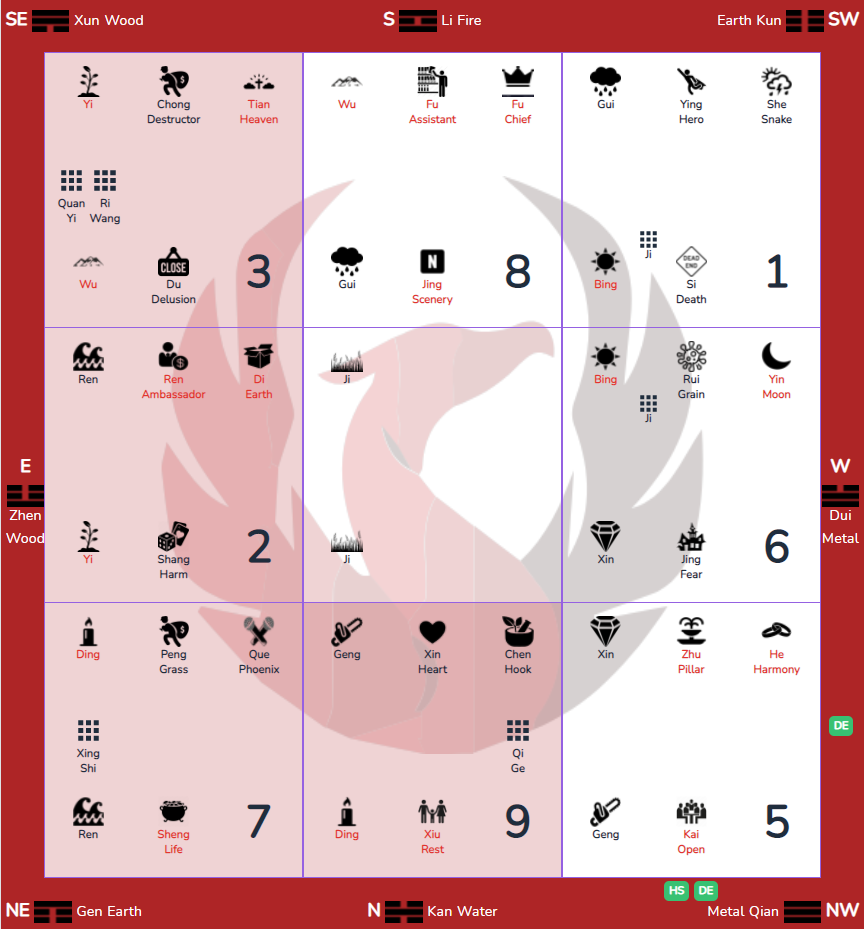 SE Xun Wood
S Li Fire
Earth Kun SW
Yi
Chong
Destructor
Tian
Heaven
Quan
Yi
Ri
Wang
Wu
CLOSE
Du
Delusion
3
Wu
Fu
Assistant
Fu
Chief
Gui
N
Jing
Scenery
8
Gui
Ying
Hero
She
Snake
Ji
Bing
DEAD
END
Si
Death
1
E
Zhen
Wood
Ren
Ren
Ambassador
Di
Earth
Yi
Shang
Harm
2
Ji
Ji
Bing
Rui
Grain
Yin
Moon
Ji
Xin
Jing
Fear
6
W
Dui
Metal
Ding
Peng
Grass
Que
Phoenix
Xing
Shi
Ren
Sheng
Life
7
Geng
Xin
Heart
Chen
Hook
Qi
Ge
Ding
Xiu
Rest
9
Xin
Zhu
Pillar
He
Harmony
Geng
Kai
Open
5
DE
HS DE
NE Gen Earth
N Kan Water
Metal Qian NW